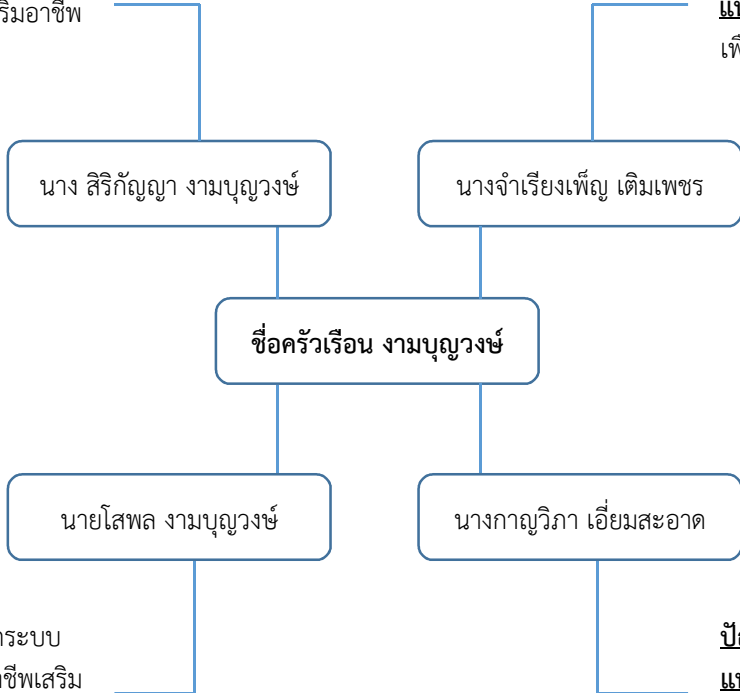 ริมอาชีพ
เพิ
นาง สิริกัญญา งามบุญวงษ์
นางจำเรียงเพ็ญ เติมเพชร
ชื่อครัวเรือน งามบุญวงษ์
นายโสพล งามบุญวงษ์
นางกาญวิภา เอี่ยมสะอาด
ระบบ
ชีพเสริม